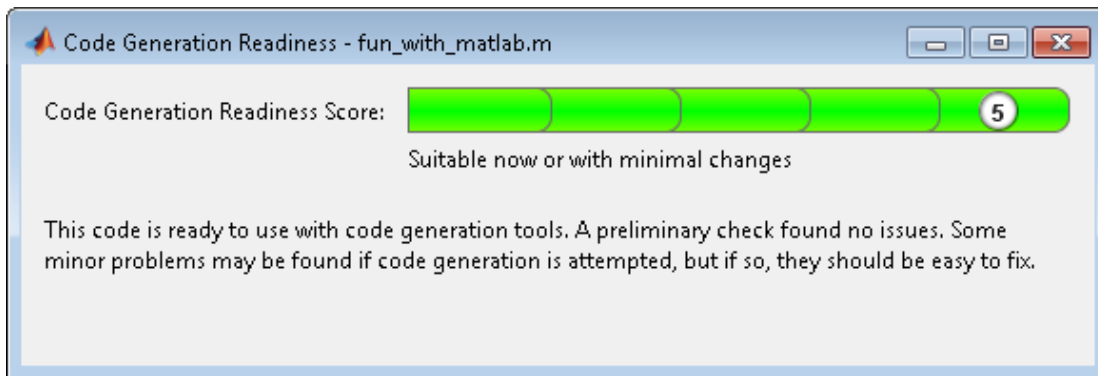 Code Generation Readiness - fun_with_matlab.m
Code Generation Readiness Score:
5
Suitable now or with minimal changes
This code is ready to use with code generation tools. A preliminary check found no issues. Some
minor problems may be found if code generation is attempted, but if so, they should be easy to fix.